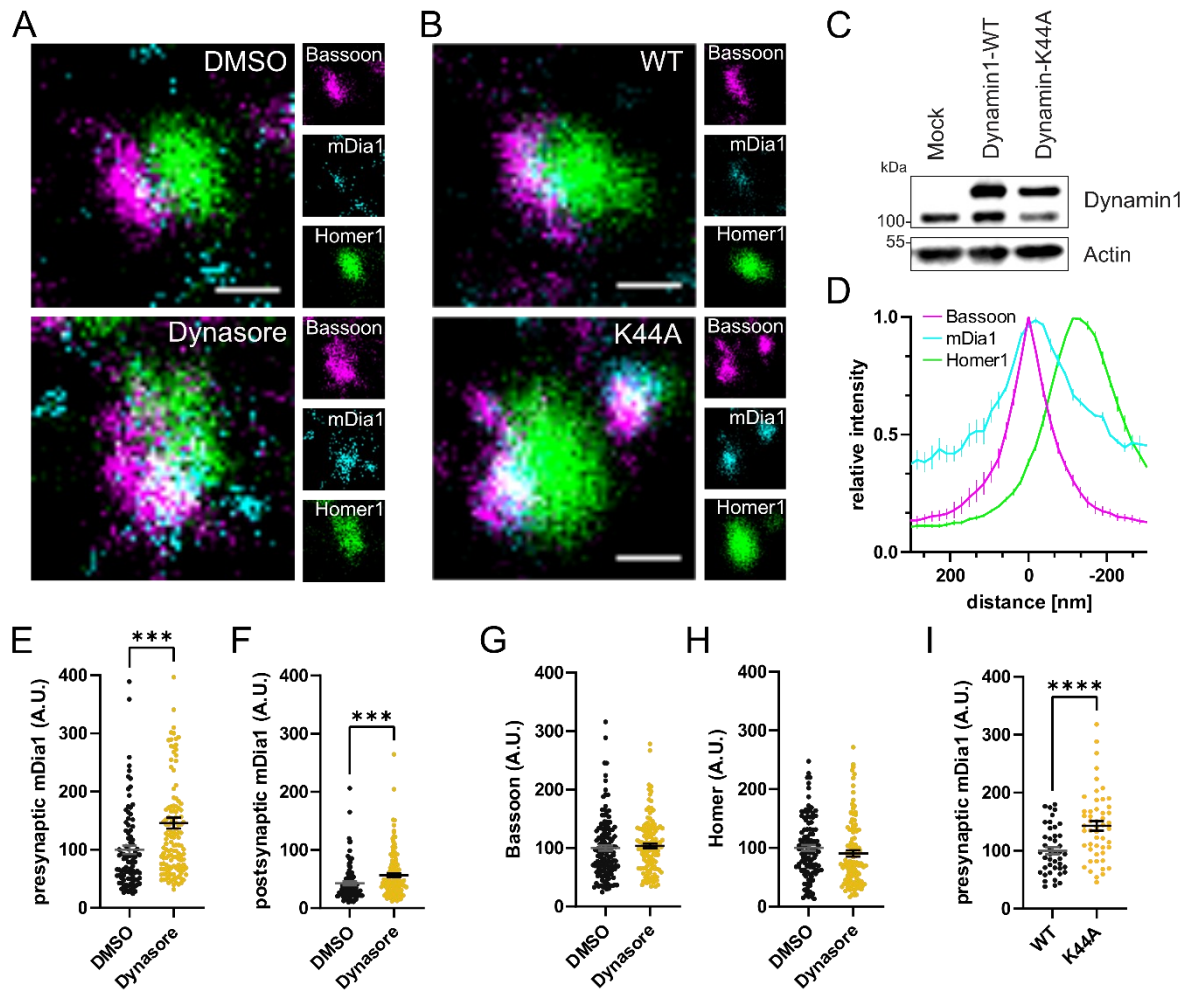 A
DMSO
Bassoon
mDia1
Homer1
Dynasore
Bassoon
mDia1
Homer1
B
WT
Bassoon
mDia1
Homer1
K44A
Bassoon
mDia1
Homer1
C
Mock
Dynamin1-WT
Dynamin-K44A
kDa
100
Dynamin1
55
Actin
D
Bassoon
mDia1
Homer1
relative intensity
1.0
0.5
0.0
200
0
-200
distance [nm]
E
***
presynaptic mDia1 (A.U.)
400
300
200
100
0
DMSO
Dynasore
F
***
postsynaptic mDia1 (A.U.)
400
300
200
100
0
DMSO
Dynasore
G
Bassoon (A.U.)
400
300
200
100
0
DMSO
Dynasore
H
Homer (A.U.)
400
300
200
100
0
DMSO
Dynasore
I
****
presynaptic mDia1 (A.U.)
400
300
200
100
0
WT
K44A